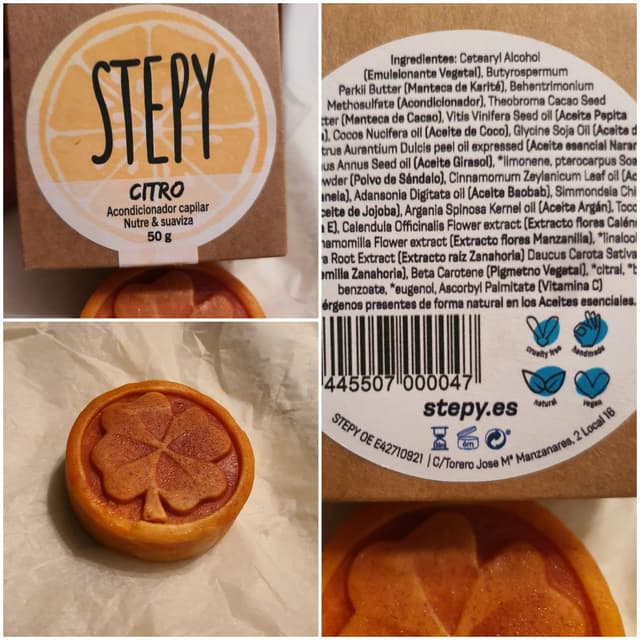 STEPY
CITRO
Acondicionador capilar
Nutre & suaviza
50 g
Ingredientes: Cetearyl Alcohol
(Emulsionante Vegetal), Butyrospermum
Parkii Butter (Manteca de Karité), Behentrimonium
Methosulfate (Acondicionador), Theobroma Cacao Seed
tter (Manteca de Cacao), Vitis Vinifera Seed oil (Aceite Pepita
), Cocos Nucifera oil (Aceite de Coco), Glycine Soja Oil (Aceite d
trus Aurantium Dulcis peel oil expressed (Aceite esencial Naran
us Annus Seed oil (Aceite Girasol), *limonene, pterocarpus Soa
wder (Polvo de Sándalo), Cinnamomum Zeylanicum Leaf oil (Ac
nela), Adansonia Digitata oil (Aceite Baobab), Simmondsia Chi
ceite de Jojoba), Argania Spinosa Kernel oil (Aceite Argán), Toco
a E), Calendula Officinalis Flower extract (Extracto flores Calén
hamomilla Flower extract (Extracto flores Manzanilla), *linaloo
a Root Extract (Extracto raíz Zanahoria) Daucus Carota Sativa
emilla Zanahoria), Beta Carotene (Pigmetno Vegetal), *citral, *b
benzoate, *eugenol, Ascorbyl Palmitate (Vitamina C)
érgenos presentes de forma natural en los Aceites esenciales.
cruelty free
handmade
natural
vegan
445507 000047
stepy.es
6m
STEPY OE E42710921 | C/Torero Jose Mª Manzanares, 2 Local 16